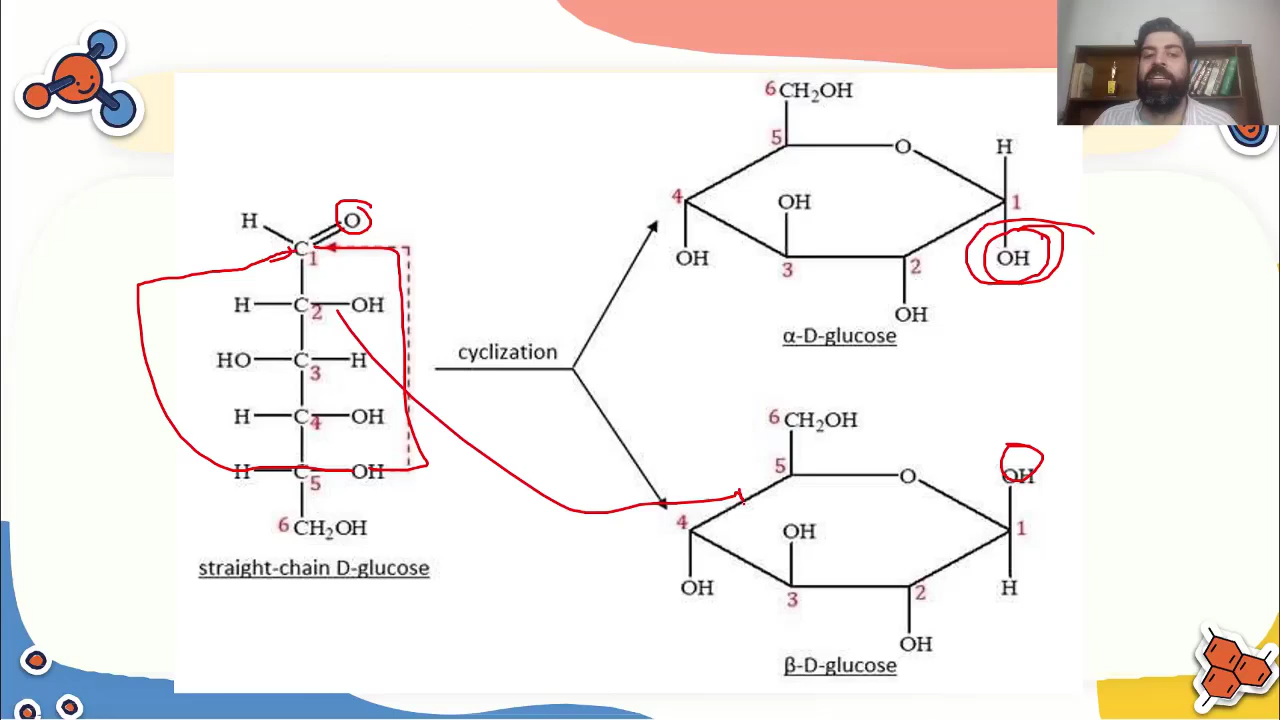 H O
C
1
H C OH
2
HO C H
3
H C OH
4
H C OH
5
6 CH₂OH
straight-chain D-glucose
cyclization
6 CH₂OH
5 O H
4 OH 1
OH 3 2 OH
OH
α-D-glucose
6 CH₂OH
5 O OH
4 OH 1
OH 3 2 H
OH
β-D-glucose